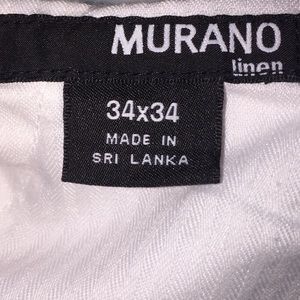 MURANO
linen
34x34
MADE IN
SRI LANKA